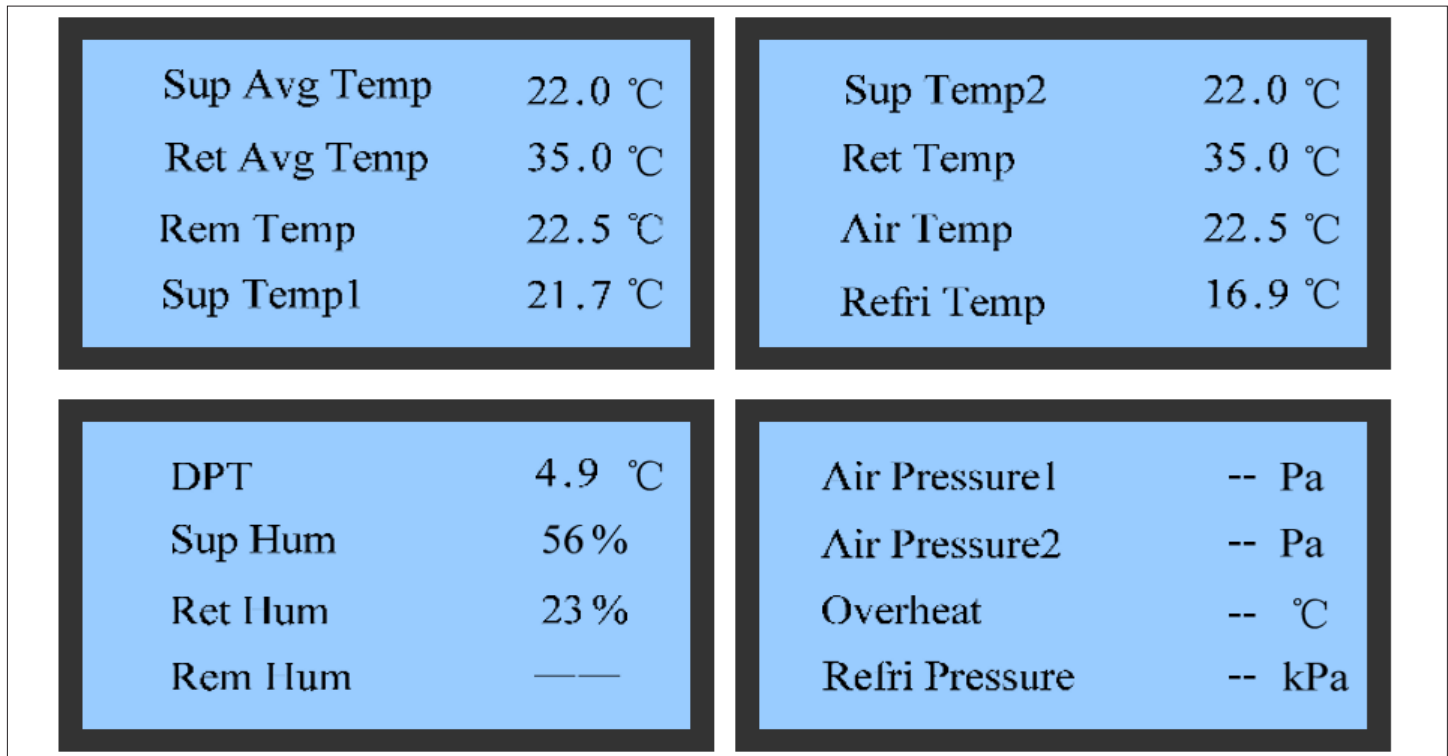 Sup Avg Temp 22.0 ℃
Ret Avg Temp 35.0 ℃
Rem Temp 22.5 ℃
Sup Temp1 21.7 ℃
Sup Temp2 22.0 ℃
Ret Temp 35.0 ℃
Air Temp 22.5 ℃
Refri Temp 16.9 ℃
DPT 4.9 ℃
Sup Hum 56%
Ret Hum 23%
Rem Hum ——
Air Pressure1 -- Pa
Air Pressure2 -- Pa
Overheat -- ℃
Refri Pressure -- kPa